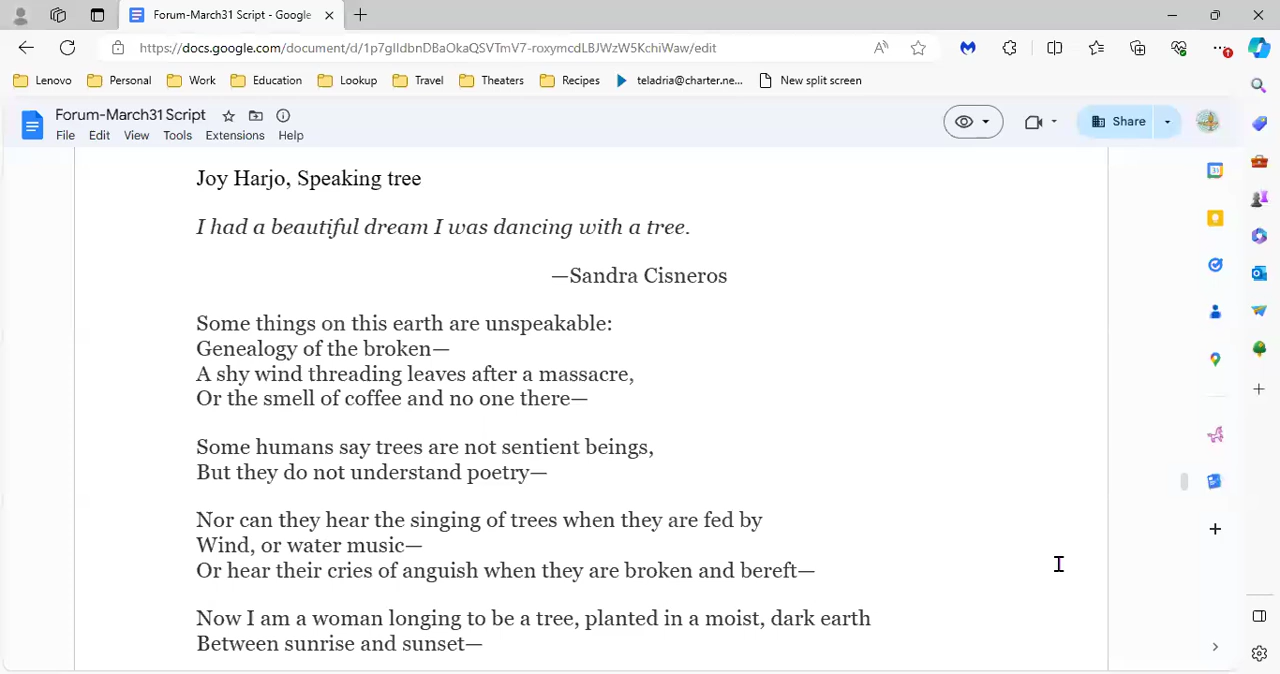 Forum-March31 Script - Google
https://docs.google.com/document/d/1p7glIdbnDBaOkaQSVTmV7-roxymcdLBJWzW5KchiWaw/edit
Lenovo Personal Work Education Lookup Travel Theaters Recipes teladria@charter.ne... New split screen
Forum-March31 Script
File Edit View Tools Extensions Help
Share
Joy Harjo, Speaking tree
I had a beautiful dream I was dancing with a tree.
—Sandra Cisneros
Some things on this earth are unspeakable:
Genealogy of the broken—
A shy wind threading leaves after a massacre,
Or the smell of coffee and no one there—
Some humans say trees are not sentient beings,
But they do not understand poetry—
Nor can they hear the singing of trees when they are fed by
Wind, or water music—
Or hear their cries of anguish when they are broken and bereft—
Now I am a woman longing to be a tree, planted in a moist, dark earth
Between sunrise and sunset—